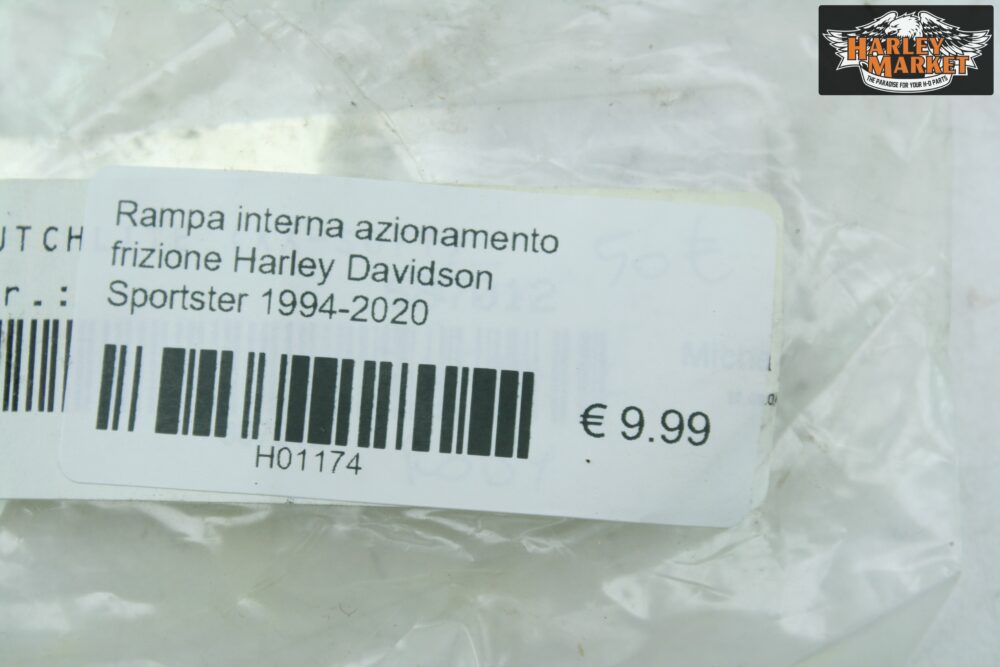 HARLEY
MARKET
THE PARADISE FOR YOUR H-D PARTS
Rampa interna azionamento
frizione Harley Davidson
Sportster 1994-2020
€ 9.99
H01174
UTCH
r.:
50 €